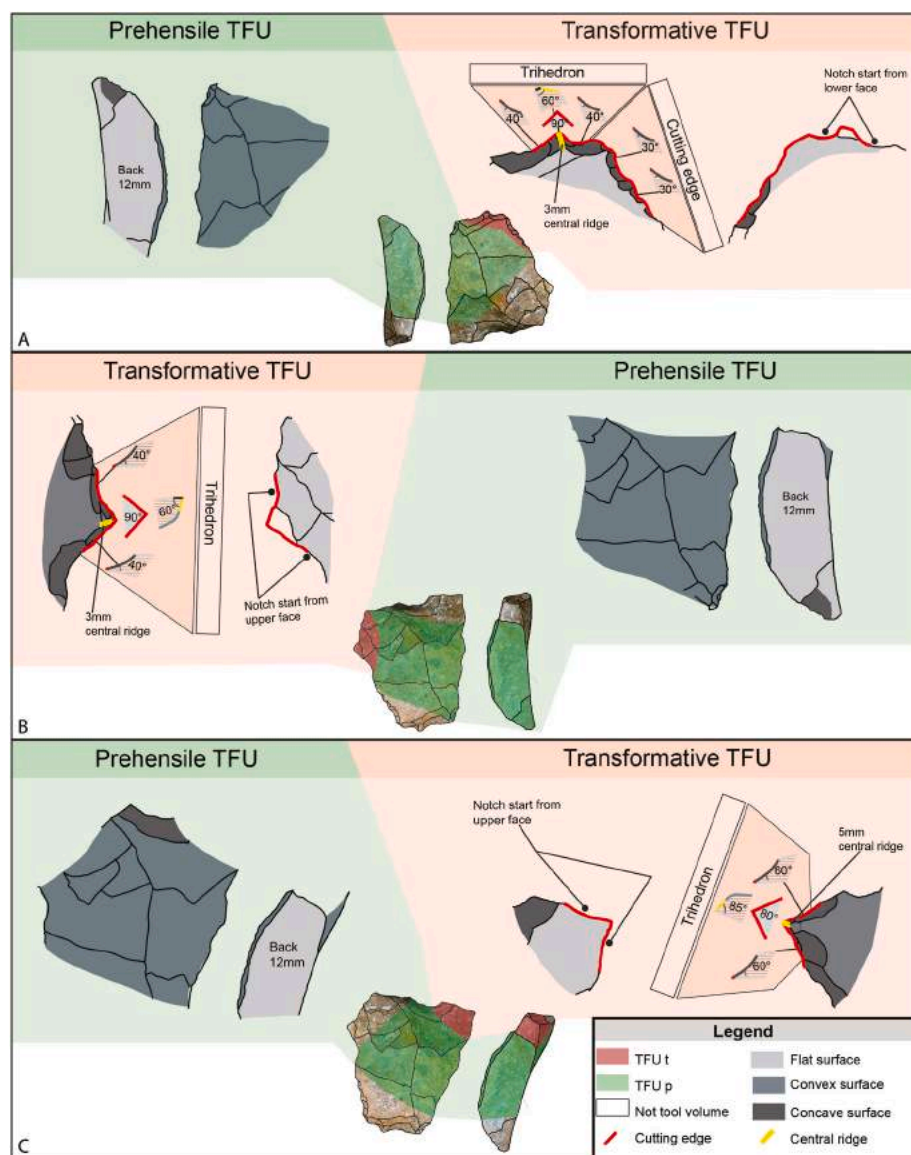 Prehensile TFU
Transformative TFU
Trihedron
60°
40°
90°
40°
30°
30°
Cutting edge
3mm
central ridge
Notch start from
lower face
Back
12mm
A
Transformative TFU
Prehensile TFU
40°
90°
60°
40°
Trihedron
3mm
central ridge
Notch start from
upper face
Back
12mm
B
Prehensile TFU
Transformative TFU
Back
12mm
Notch start from
upper face
Trihedron
5mm
central ridge
60°
85°
80°
60°
C
Legend
TFU t
TFU p
Not tool volume
Cutting edge
Flat surface
Convex surface
Concave surface
Central ridge